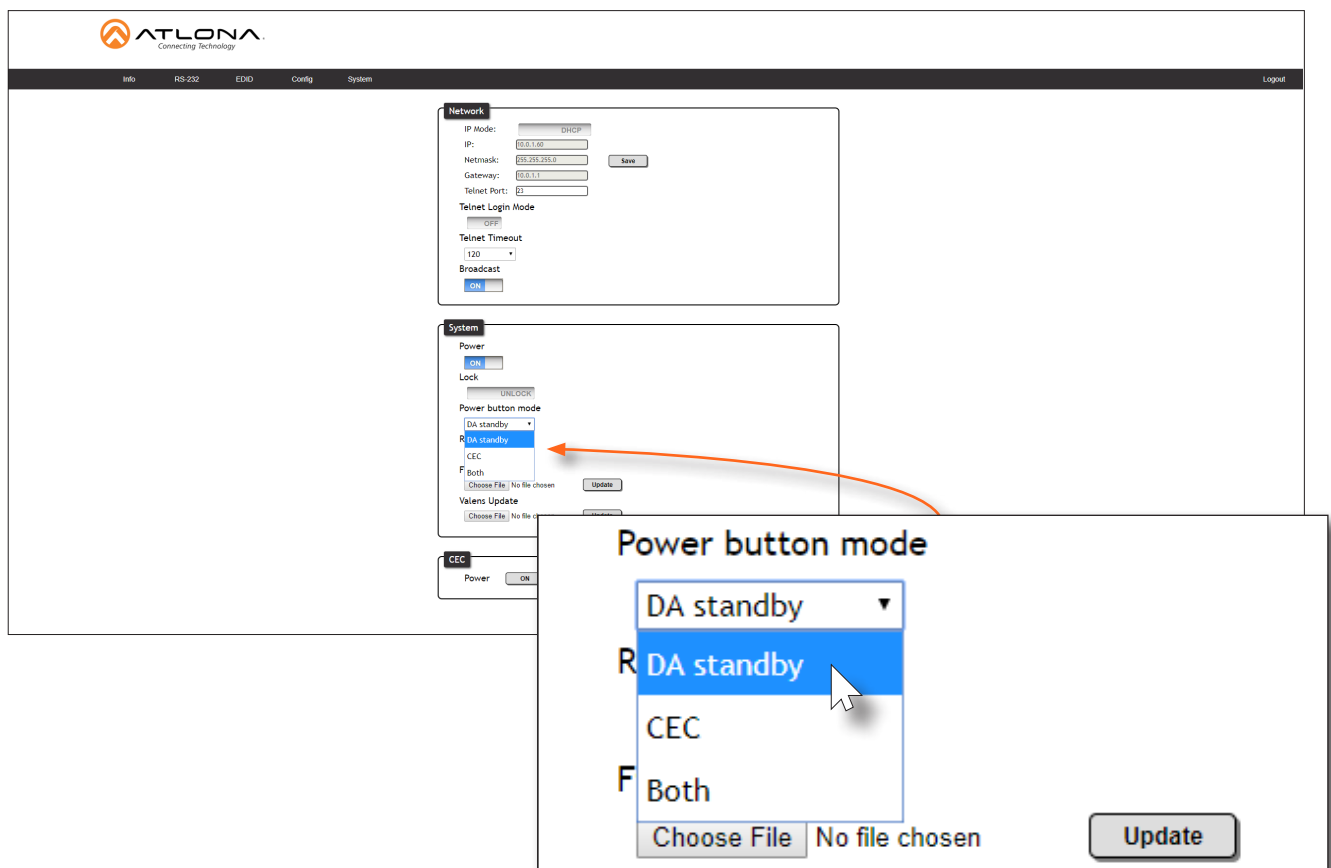 ATLONA.
Connecting Technology
Info RS-232 EDID Config System Logout
Network
IP Mode: DHCP
IP: 10.0.1.60
Netmask: 255.255.255.0 Save
Gateway: 10.0.1.1
Telnet Port: 23
Telnet Login Mode
OFF
Telnet Timeout
120
Broadcast
ON
System
Power
ON
Lock
UNLOCK
Power button mode
DA standby
R DA standby
CEC
F Both
Choose File No file chosen Update
Valens Update
Choose File No file Update
CEC
Power ON
Power button mode
DA standby
R DA standby
CEC
F Both
Choose File No file chosen Update